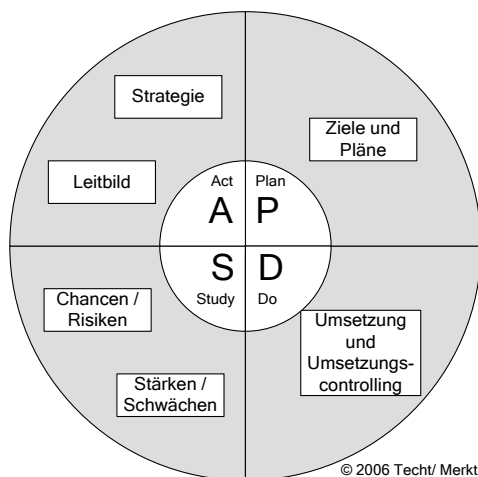 Strategie
Leitbild
Ziele und
Pläne
Act
A
Plan
P
S
Study
D
Do
Chancen /
Risiken
Stärken /
Schwächen
Umsetzung
und
Umsetzungs-
controlling
© 2006 Techt/ Merkt